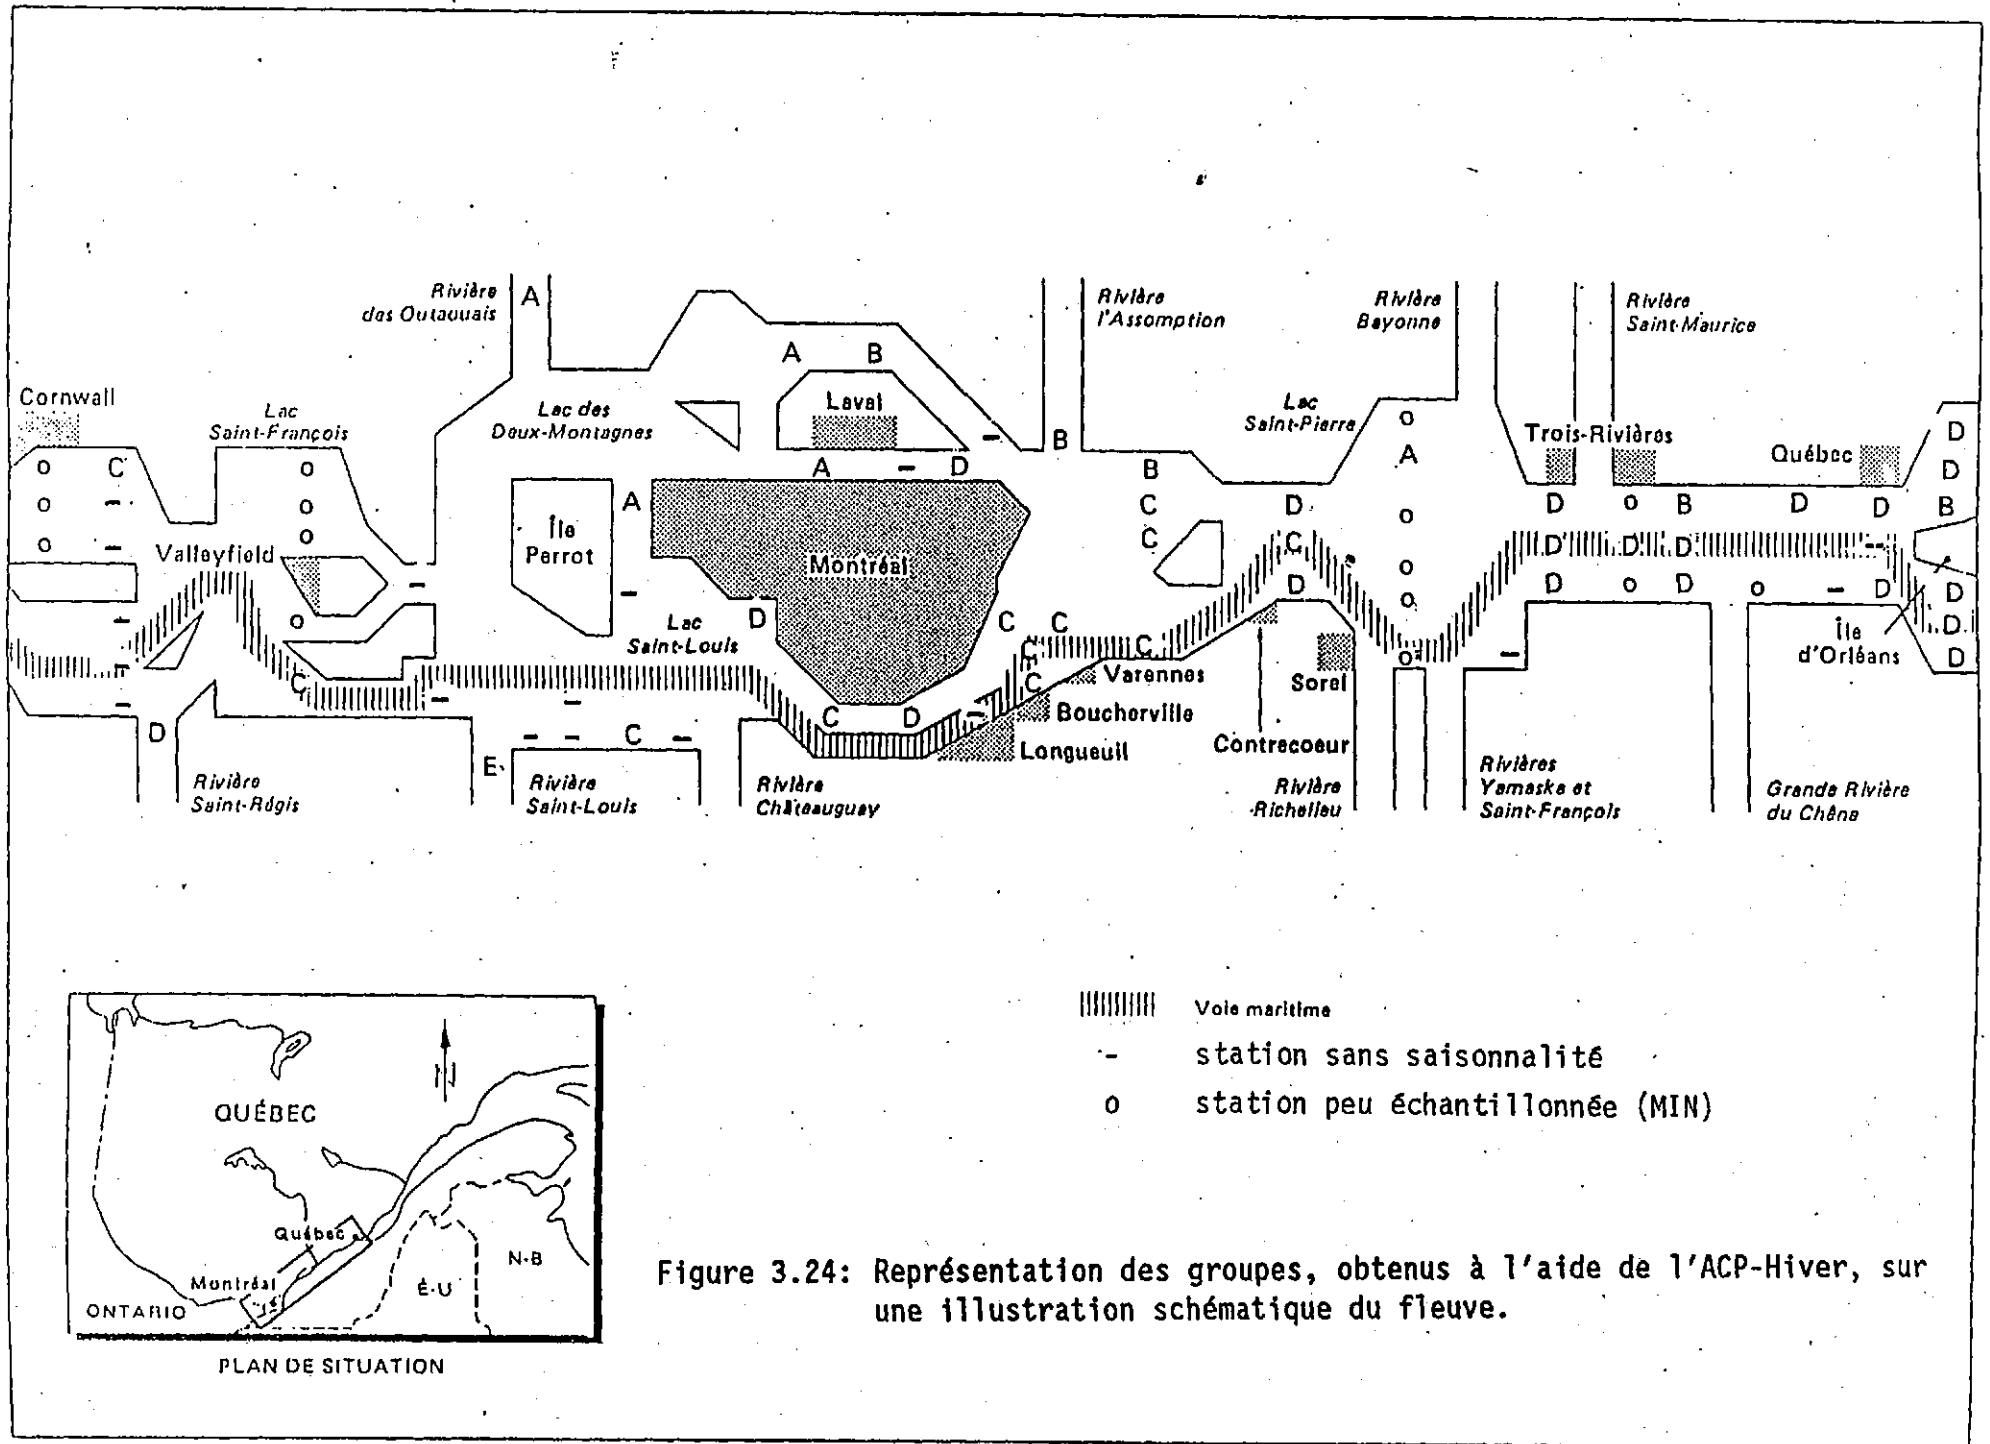 Rivière
des Outaouais
A
Rivière
l'Assomption
Rivière
Bayonne
Rivière
Saint-Maurice
A B
Cornwall
Lac
Saint-François
Lac des
Deux-Montagnes
Laval
Lac
Saint-Pierre
o
Trois-Rivières
Québec
D
o C o
A - D
- B
B
A
D
o - o
A
C D
o
D o B D D B
o - o
Valleyfield
Île
Perrot
Montréal
C C
o
D D D --
-
-
D
o
D o D o - D D
- o
D
Lac
Saint-Louis
C C
o
Île
d'Orléans
D
- C
C C
o
-
D
- -
-
C
Varennes
Sorel
D
C D -
Boucherville
- - C -
Longueuil
Contrecoeur
E
Rivière
Saint-Régis
Rivière
Saint-Louis
Rivière
Châteauguay
Rivière
Richelieu
Rivières
Yamaska et
Saint-François
Grande Rivière
du Chêne
Voie maritime
- station sans saisonnalité
o station peu échantillonnée (MIN)
QUÉBEC
N
Québec
Montréal
ONTARIO
É-U
N-B
PLAN DE SITUATION
Figure 3.24: Représentation des groupes, obtenus à l'aide de l'ACP-Hiver, sur
une illustration schématique du fleuve.